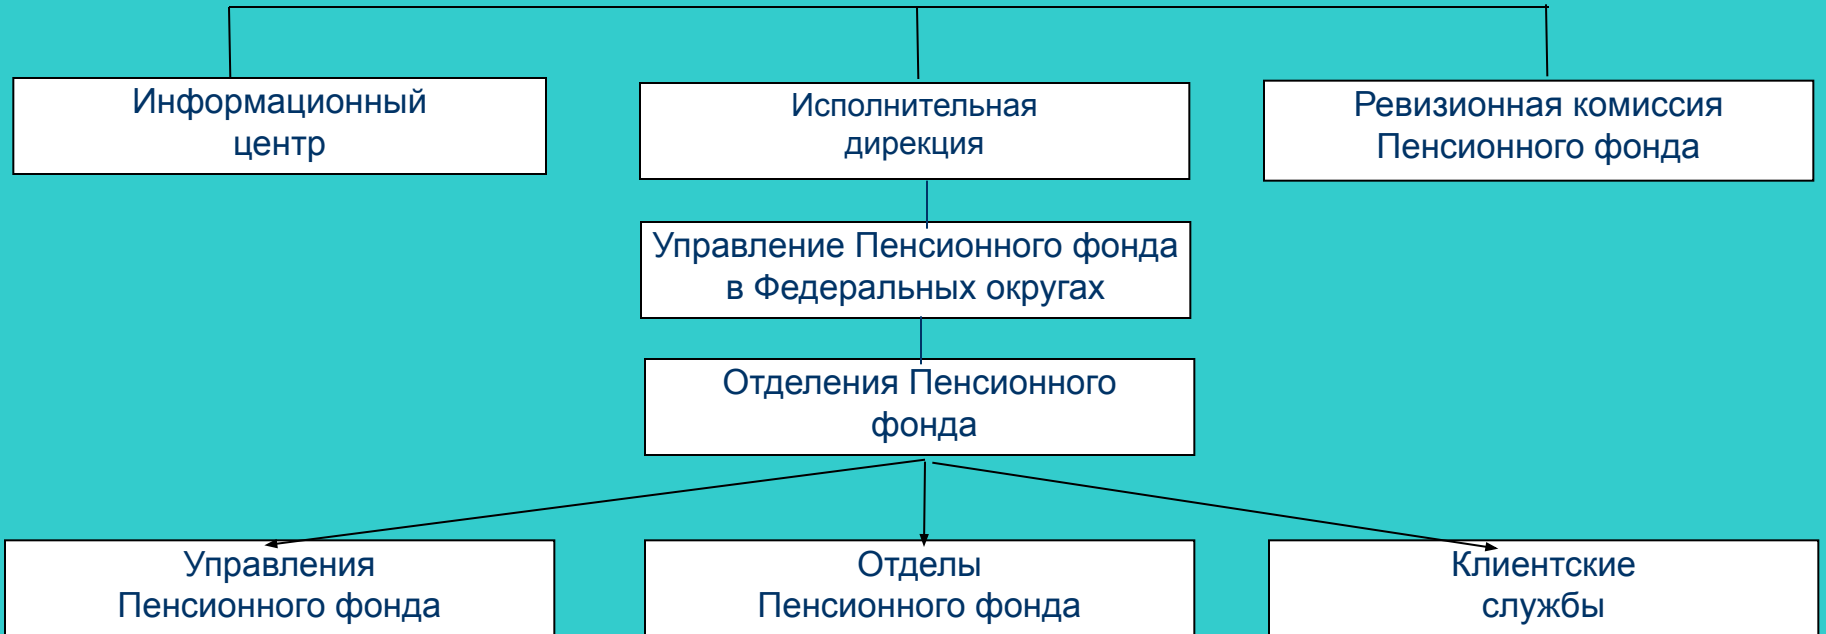 Информационный
центр
Исполнительная
дирекция
Ревизионная комиссия
Пенсионного фонда
Управление Пенсионного фонда
в Федеральных округах
Отделения Пенсионного
фонда
Управления
Пенсионного фонда
Отделы
Пенсионного фонда
Клиентские
службы